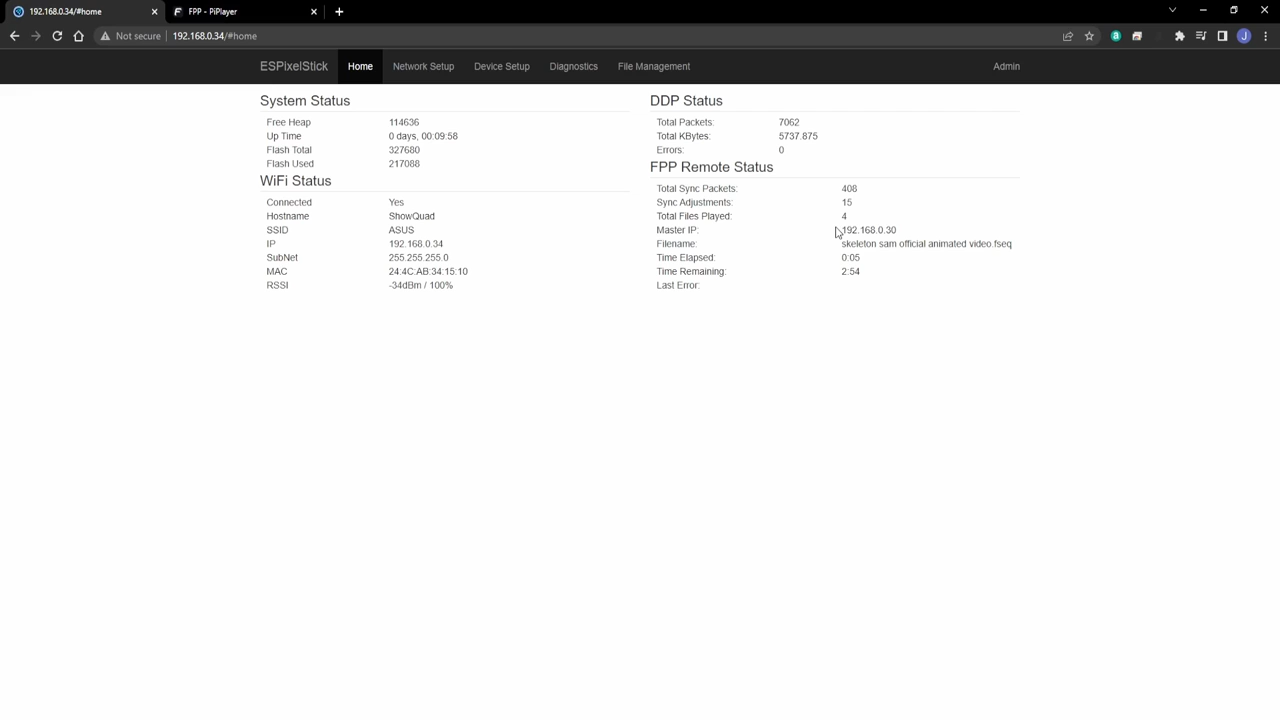 192.168.0.34/#home
FPP - PiPlayer
Not secure 192.168.0.34/#home
J
ESPixelStick Home Network Setup Device Setup Diagnostics File Management Admin
System Status
Free Heap 114636
Up Time 0 days, 00:09:58
Flash Total 327680
Flash Used 217088
WiFi Status
Connected Yes
Hostname ShowQuad
SSID ASUS
IP 192.168.0.34
SubNet 255.255.255.0
MAC 24:4C:AB:34:15:10
RSSI -34dBm / 100%
DDP Status
Total Packets: 7062
Total KBytes: 5737.875
Errors: 0
FPP Remote Status
Total Sync Packets: 408
Sync Adjustments: 15
Total Files Played: 4
Master IP: 192.168.0.30
Filename: skeleton sam official animated video.fseq
Time Elapsed: 0:05
Time Remaining: 2:54
Last Error: